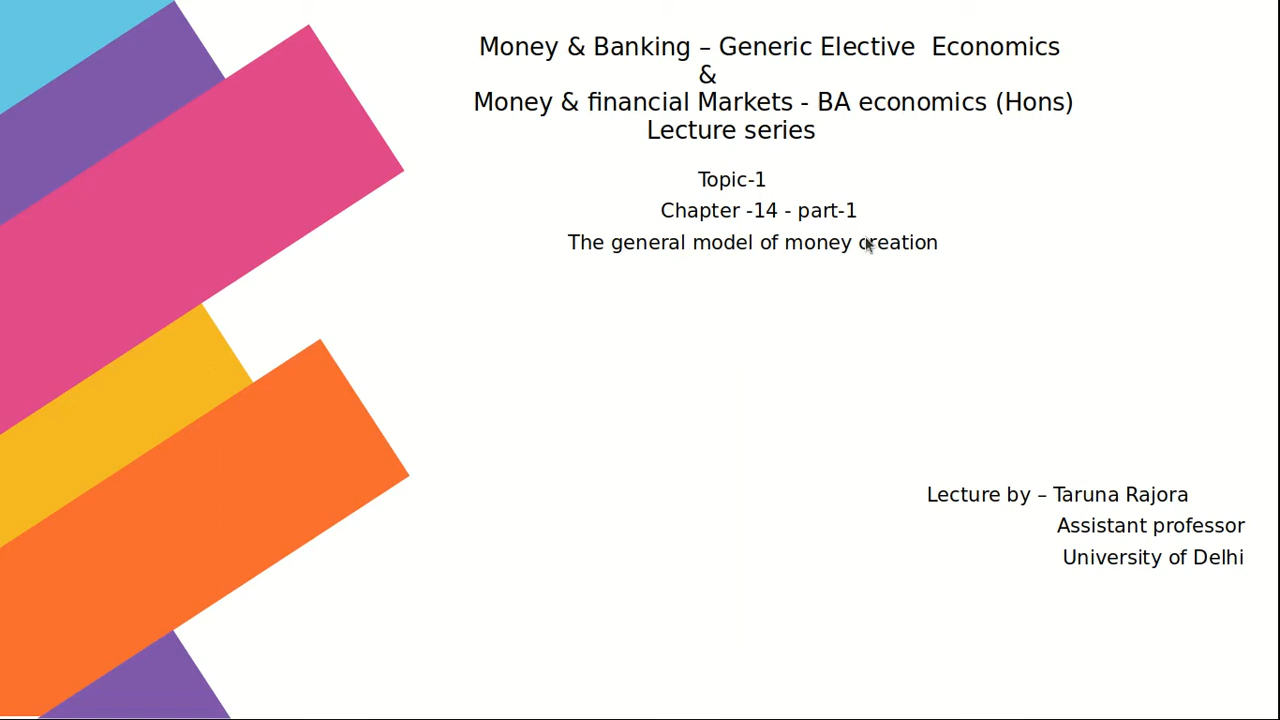 Money & Banking – Generic Elective  Economics
&
Money & financial Markets - BA economics (Hons)
Lecture series
Topic-1
Chapter -14 - part-1
The general model of money creation
Lecture by – Taruna Rajora
Assistant professor
University of Delhi